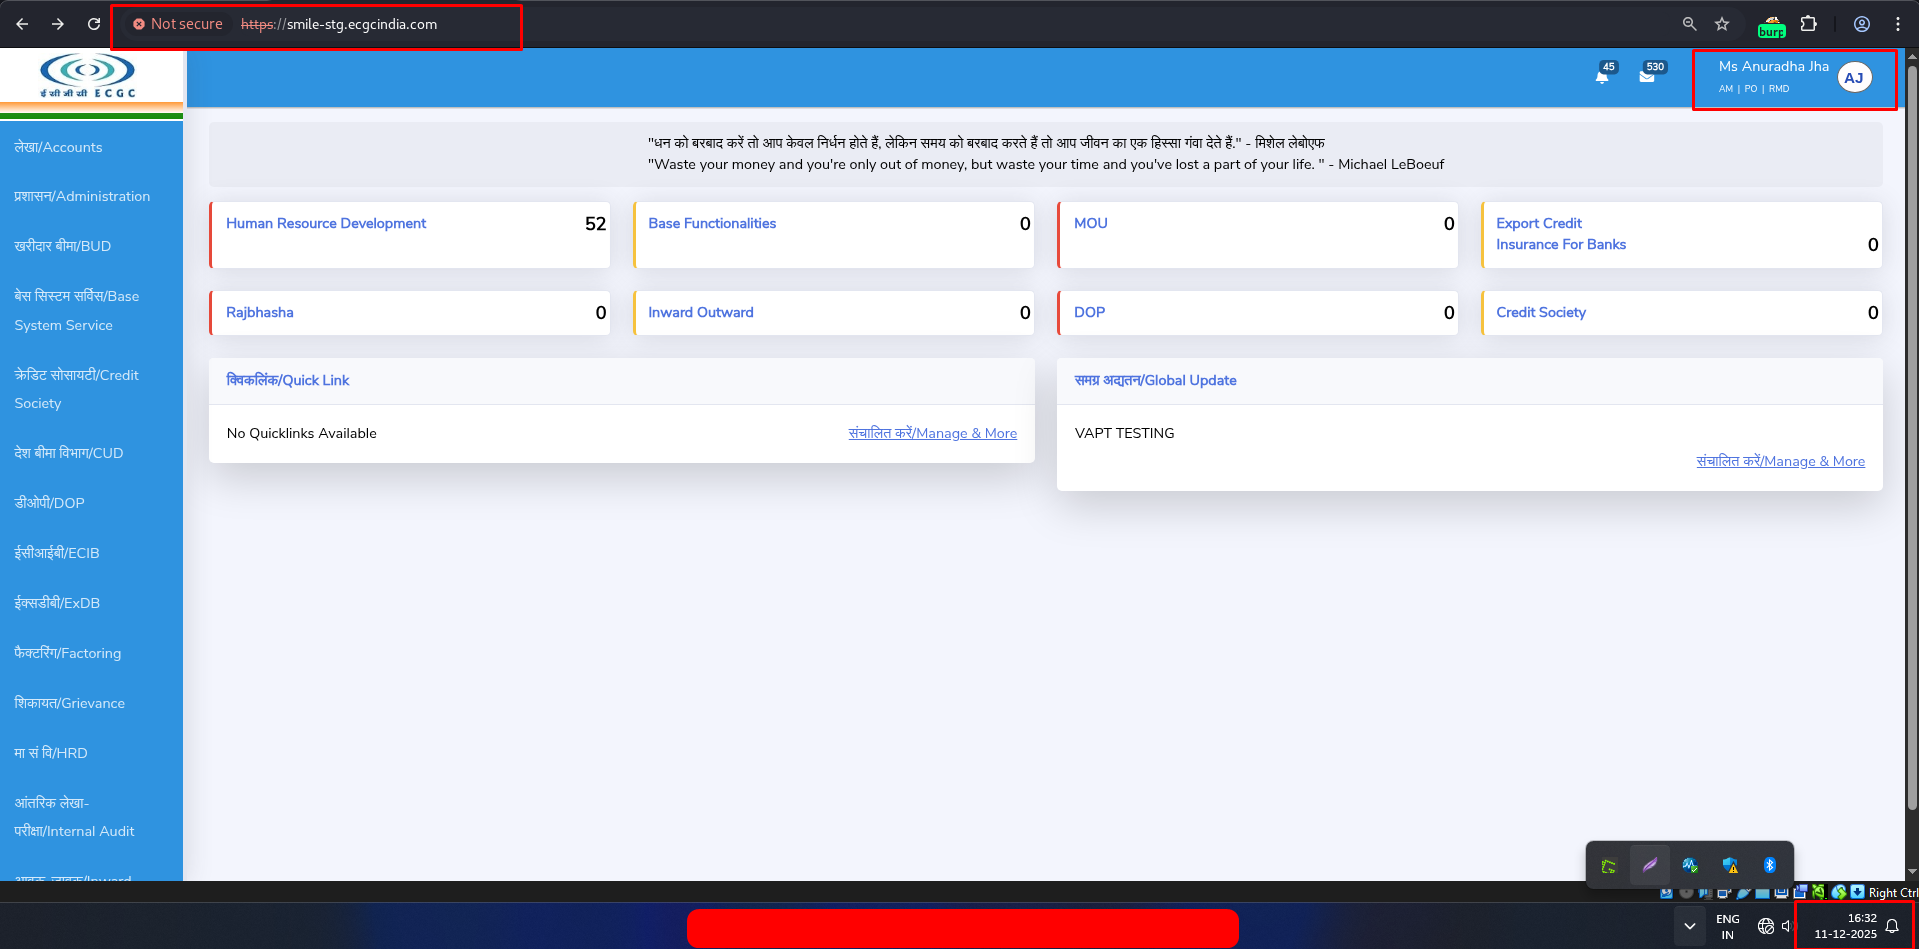 Not secure https://smile-stg.ecgcindia.com
burp
ई सी जी सी E C G C
45
530
Ms Anuradha Jha
AM | PO | RMD
AJ
लेखा/Accounts
प्रशासन/Administration
खरीदार बीमा/BUD
बेस सिस्टम सर्विस/Base
System Service
क्रेडिट सोसायटी/Credit
Society
देश बीमा विभाग/CUD
डीओपी/DOP
ईसीआईबी/ECIB
ईक्सडीबी/ExDB
फैक्टरिंग/Factoring
शिकायत/Grievance
मा सं वि/HRD
आंतरिक लेखा-
परीक्षा/Internal Audit
आवक-जावक/Inward
"धन को बरबाद करें तो आप केवल निर्धन होते हैं, लेकिन समय को बरबाद करते हैं तो आप जीवन का एक हिस्सा गंवा देते हैं." - मिशेल लेबोएफ
"Waste your money and you're only out of money, but waste your time and you've lost a part of your life. " - Michael LeBoeuf
Human Resource Development 52
Base Functionalities 0
MOU 0
Export Credit
Insurance For Banks 0
Rajbhasha 0
Inward Outward 0
DOP 0
Credit Society 0
क्विकलिंक/Quick Link
No Quicklinks Available
संचालित करें/Manage & More
समग्र अद्यतन/Global Update
VAPT TESTING
संचालित करें/Manage & More
Right Ctrl
ENG
IN
16:32
11-12-2025